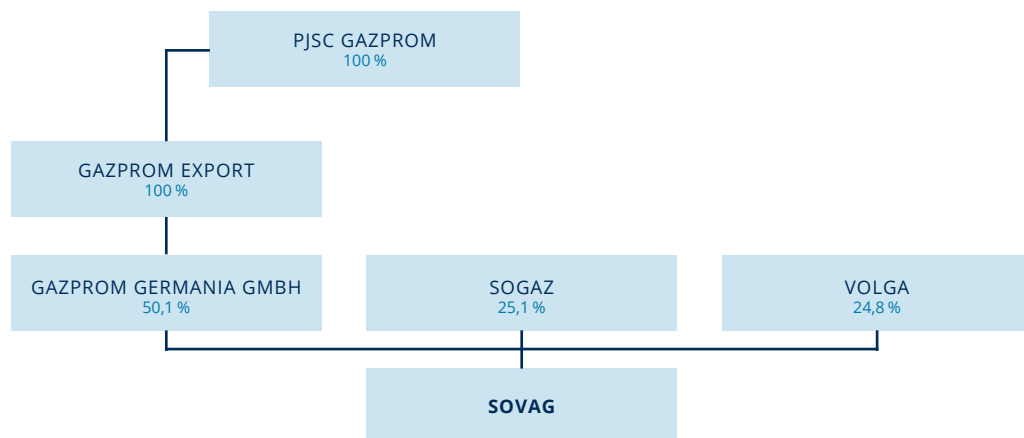 PJSC GAZPROM
100 %
GAZPROM EXPORT
100 %
GAZPROM GERMANIA GMBH
50,1 %
SOGAZ
25,1 %
VOLGA
24,8 %
SOVAG